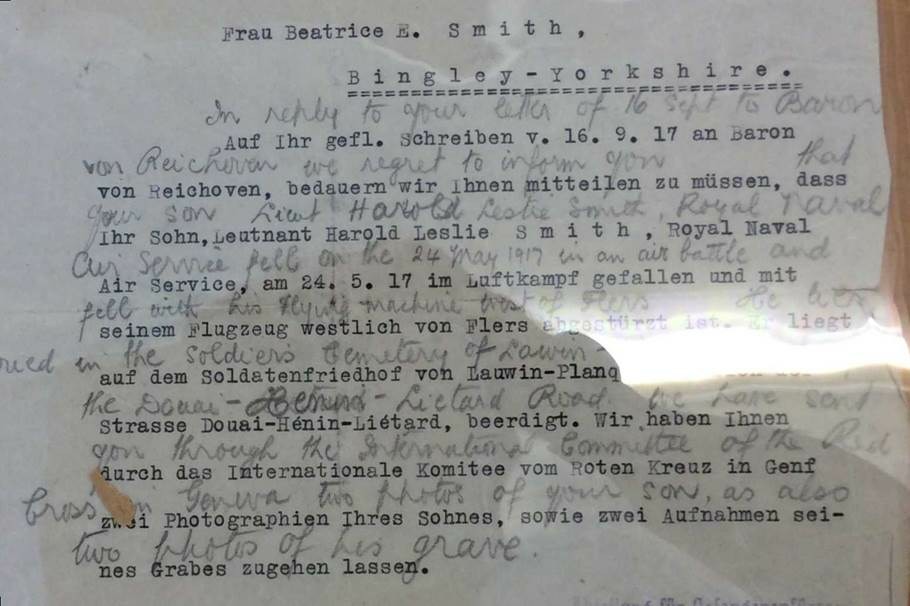 Frau Beatrice E. Smith,
Bingley-Yorkshire.
In reply to your letter of 16 Sept to Baron
Auf Ihr gefl. Schreiben v. 16. 9. 17 an Baron
von Reichoven we regret to inform you that
von Reichoven, bedauern wir Ihnen mitteilen zu müssen, dass
your son Lieut Harold Leslie Smith, Royal Naval
Ihr Sohn, Leutnant Harold Leslie Smith, Royal Naval
Air Service fell on the 24 May 1917 in an air battle and
Air Service, am 24. 5. 17 im Luftkampf gefallen und mit
fell with his flying machine west of Flers He lies
seinem Flugzeug westlich von Flers abgestürzt ist. Er liegt
in the Soldiers Cemetery of Lawin-
auf dem Soldatenfriedhof von Lauwin-Planq
the Douai- Lietard Road. We have sent
Strasse Douai-Hénin-Liétard, beerdigt. Wir haben Ihnen
you through the International Committee of the Red
durch das Internationale Komitee vom Roten Kreuz in Genf
Cross in Geneva two photos of your son, as also
zwei Photographien Ihres Sohnes, sowie zwei Aufnahmen sei-
two photos of his grave.
nes Grabes zugehen lassen.